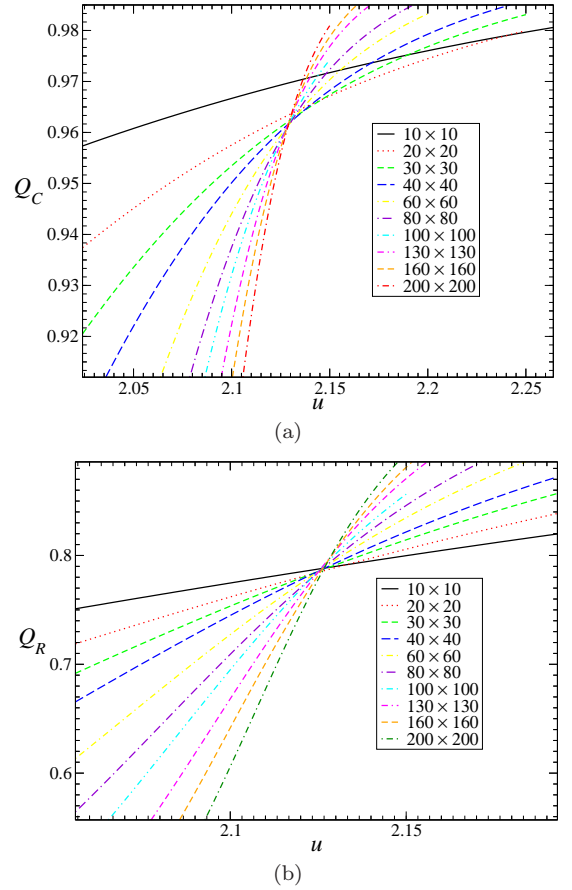 0.98
0.97
0.96
0.95
0.94
0.93
0.92
Q_C
10 × 10
20 × 20
30 × 30
40 × 40
60 × 60
80 × 80
100 × 100
130 × 130
160 × 160
200 × 200
2.05 2.1 2.15 2.2 2.25
u
(a)
0.8
0.7
0.6
Q_R
10 × 10
20 × 20
30 × 30
40 × 40
60 × 60
80 × 80
100 × 100
130 × 130
160 × 160
200 × 200
2.1 2.15
u
(b)